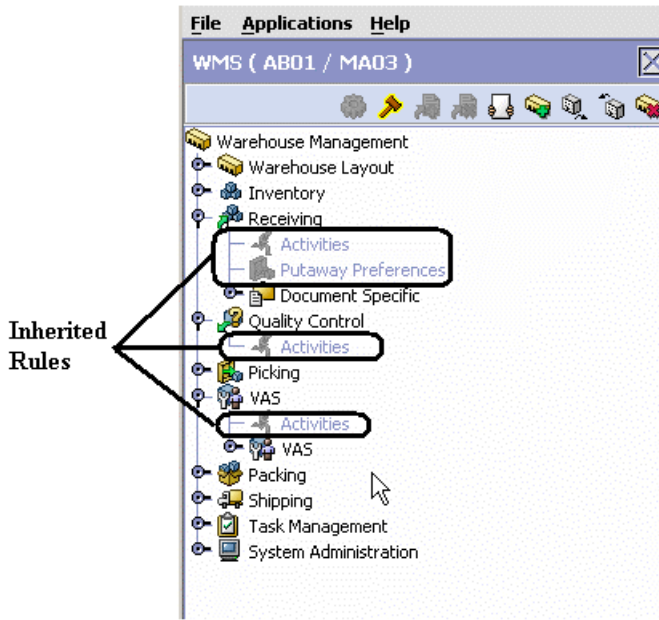 File Applications Help
WMS ( AB01 / MA03 )
Warehouse Management
Warehouse Layout
Inventory
Receiving
Activities
Putaway Preferences
Document Specific
Quality Control
Activities
Picking
VAS
Activities
VAS
Packing
Shipping
Task Management
System Administration
Inherited
Rules